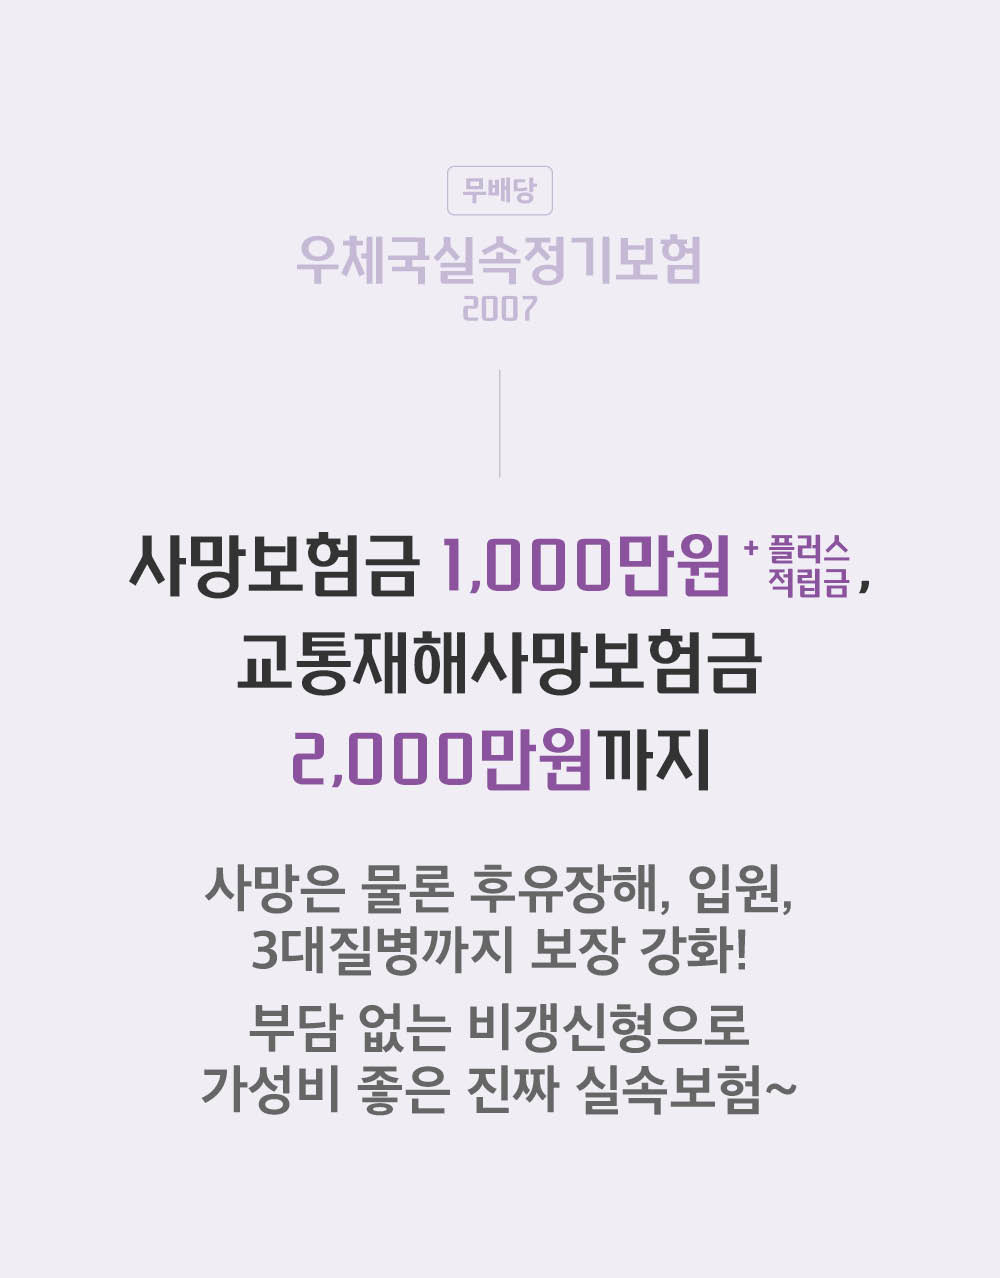 무배당
우체국실속정기보험
2007
사망보험금 1,000만원 + 플러스 적립금,
교통재해사망보험금
2,000만원까지
사망은 물론 후유장해, 입원,
3대질병까지 보장 강화!
부담 없는 비갱신형으로
가성비 좋은 진짜 실속보험~